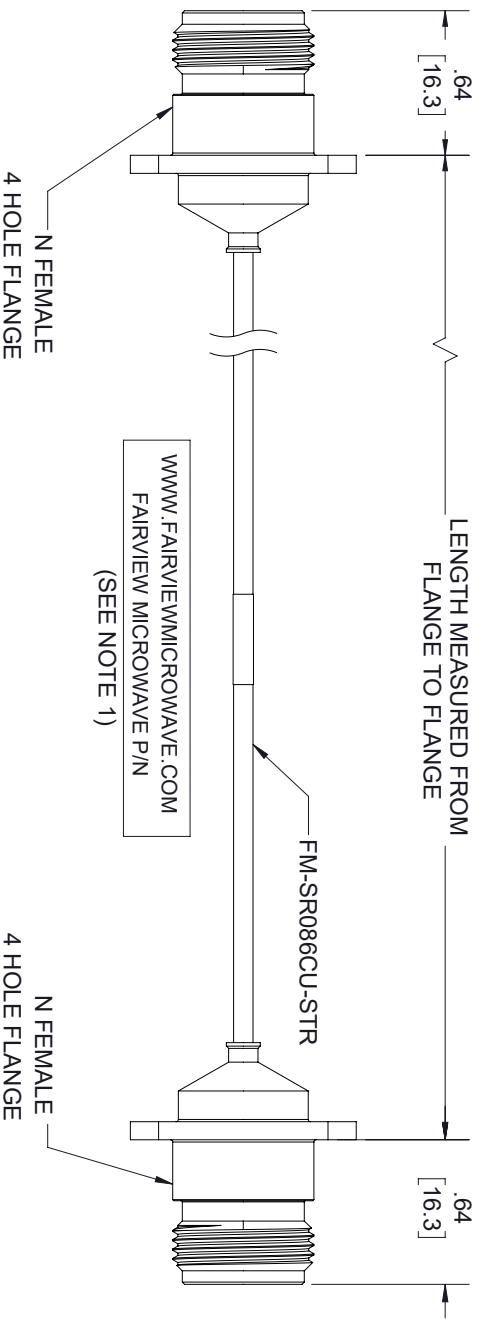 .64
[16.3]
LENGTH MEASURED FROM
FLANGE TO FLANGE
.64
[16.3]
FM-SR086CU-STR
WWW.FAIRVIEWMICROWAVE.COM
FAIRVIEW MICROWAVE P/N
(SEE NOTE 1)
N FEMALE
4 HOLE FLANGE
N FEMALE
4 HOLE FLANGE